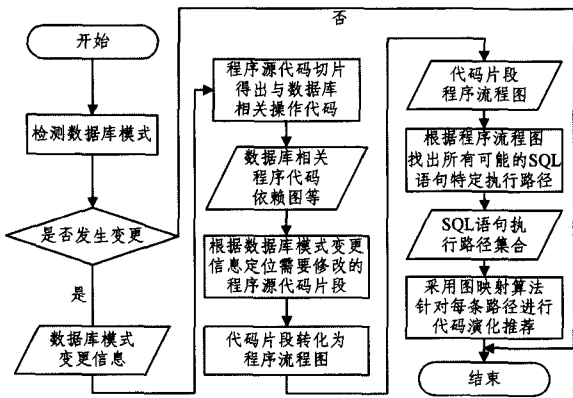 否
开始
检测数据库模式
是否发生变更
是
数据库模式
变更信息
程序源代码切片
得出与数据库
相关操作代码
数据库相关
程序代码
依赖图等
根据数据库模式变更
信息定位需要修改的
程序源代码片段
代码片段转化为
程序流程图
代码片段
程序流程图
根据程序流程图
找出所有可能的SQL
语句特定执行路径
SQL语句执
行路径集合
采用图映射算法
针对每条路径进行
代码演化推荐
结束